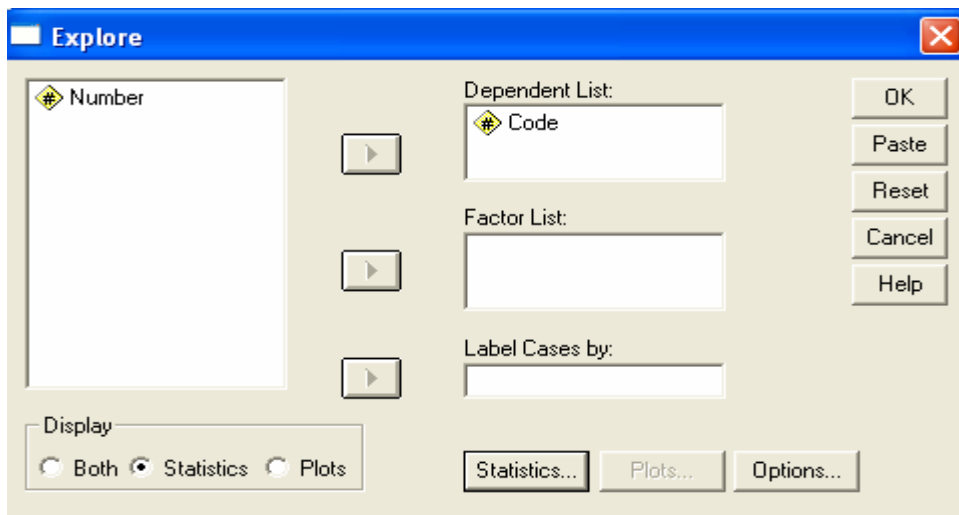 Explore
# Number
Dependent List:
# Code
Factor List:
Label Cases by:
OK
Paste
Reset
Cancel
Help
Display
Both Statistics Plots
Statistics... Plots... Options...